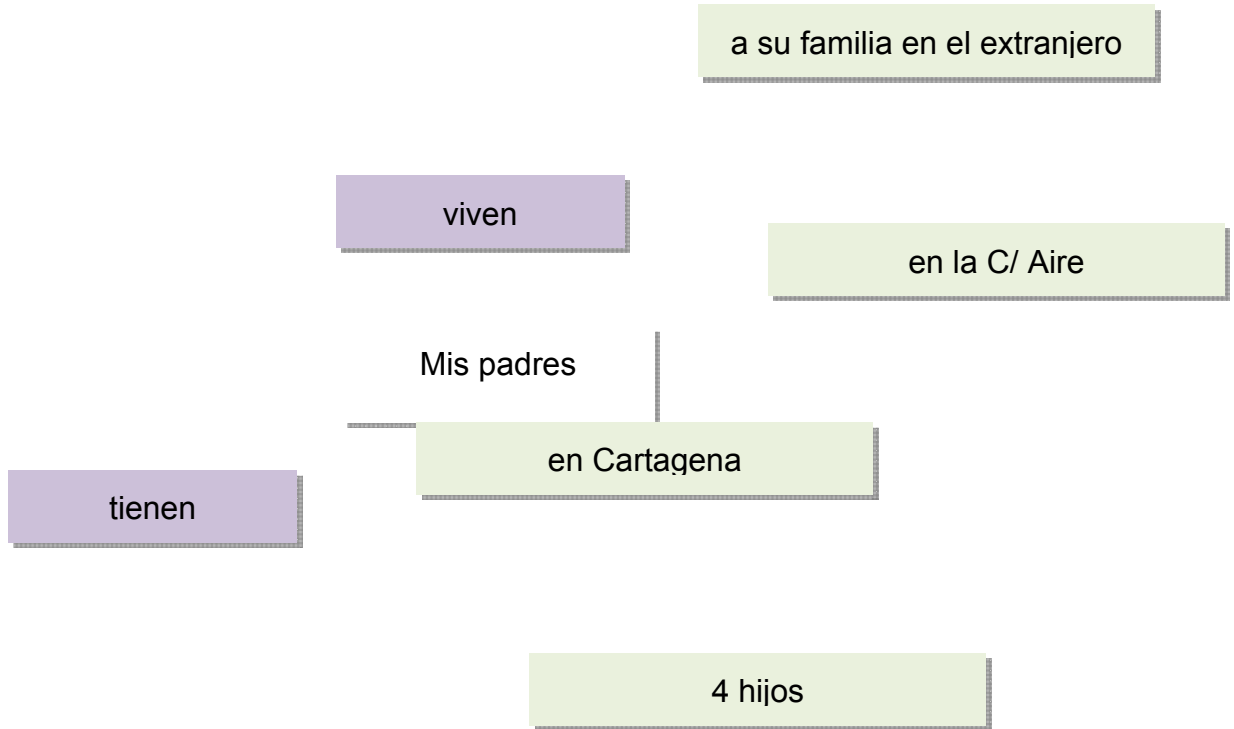 a su familia en el extranjero
viven
en la C/ Aire
Mis padres
en Cartagena
tienen
4 hijos